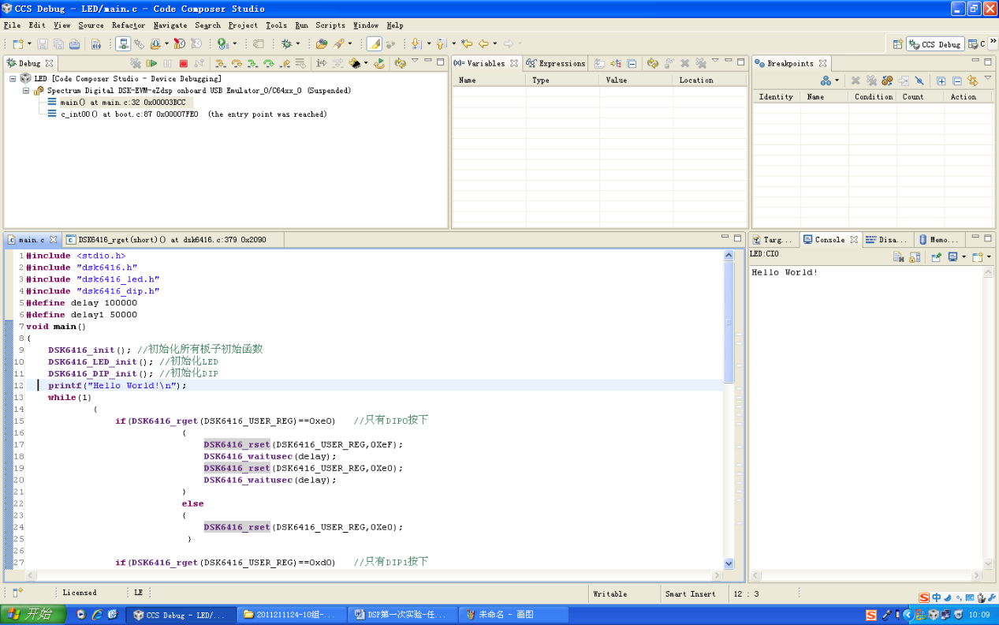 CCS Debug - LED/main.c - Code Composer Studio
File Edit View Source Refactor Navigate Search Project Tools Run Scripts Window Help
CCS Debug C
Debug
LED [Code Composer Studio - Device Debugging]
Spectrum Digital DSK-EVM-eZdsp onboard USB Emulator_0/C64xx_0 (Suspended)
main() at main.c:32 0x00003BCC
c_int00() at boot.c:87 0x00007FE0 (the entry point was reached)
(x)= Variables Expressions
Name Type Value Location
Breakpoints
Identity Name Condition Count Action
main.c DSK6416_rget(short)() at dsk6416.c:379 0x2090
1 #include <stdio.h>
2 #include "dsk6416.h"
3 #include "dsk6416_led.h"
4 #include "dsk6416_dip.h"
5 #define delay 100000
6 #define delay1 50000
7 void main()
8 {
9 DSK6416_init(); //初始化所有板子初始函数
10 DSK6416_LED_init(); //初始化LED
11 DSK6416_DIP_init(); //初始化DIP
12 printf("Hello World!\n");
13 while(1)
14 {
15 if(DSK6416_rget(DSK6416_USER_REG)==0xe0) //只有DIP0按下
16 {
17 DSK6416_rset(DSK6416_USER_REG,0XeF);
18 DSK6416_waitusec(delay);
19 DSK6416_rset(DSK6416_USER_REG,0Xe0);
20 DSK6416_waitusec(delay);
21 }
22 else
23 {
24 DSK6416_rset(DSK6416_USER_REG,0Xe0);
25 }
26
27 if(DSK6416_rget(DSK6416_USER_REG)==0xd0) //只有DIP1按下
Targ... Console Disa... Memo...
LED:CIO
Hello World!
Licensed LE Writable Smart Insert 12 : 3
中
开始 CCS Debug - LED/... 2011211124-10组-... DSP第一次实验-任... 未命名 - 画图 10:09